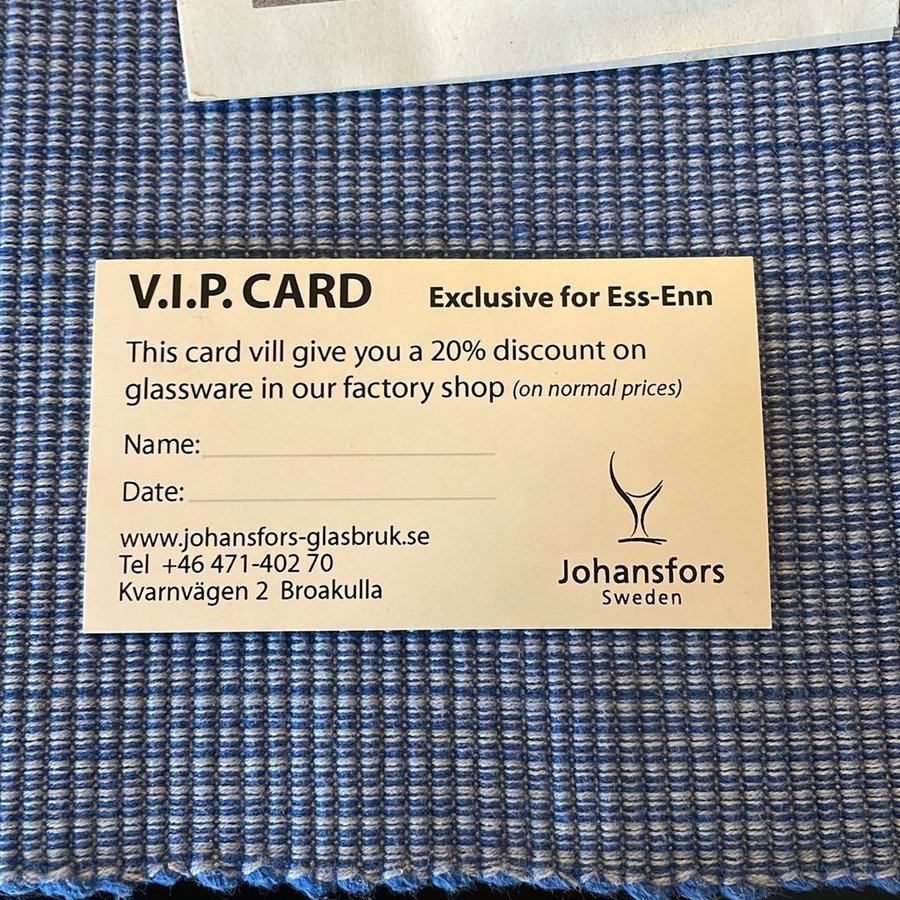 V.I.P. CARD Exclusive for Ess-Enn
This card vill give you a 20% discount on
glassware in our factory shop (on normal prices)
Name:
Date:
www.johansfors-glasbruk.se
Tel +46 471-402 70
Kvarnvägen 2 Broakulla
Johansfors
Sweden